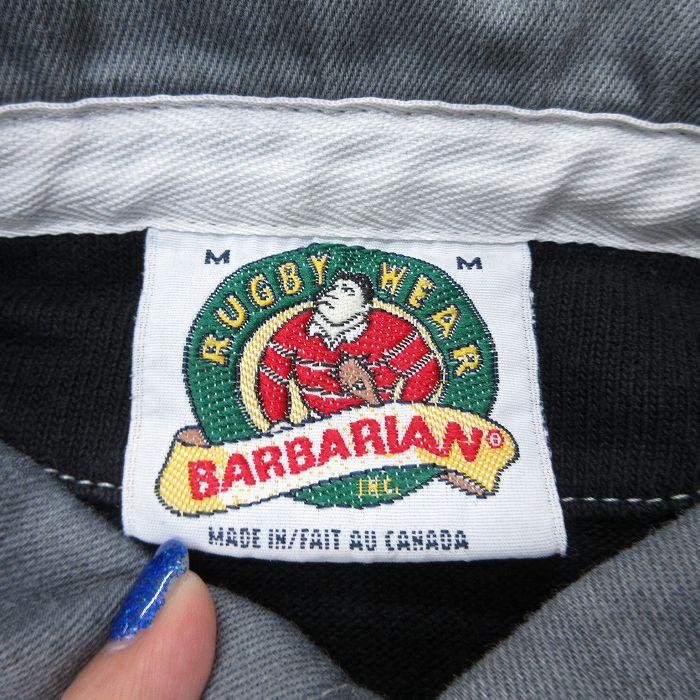 M M
RUGBY WEAR
BARBARIAN®
INC.
MADE IN/FAIT AU CANADA